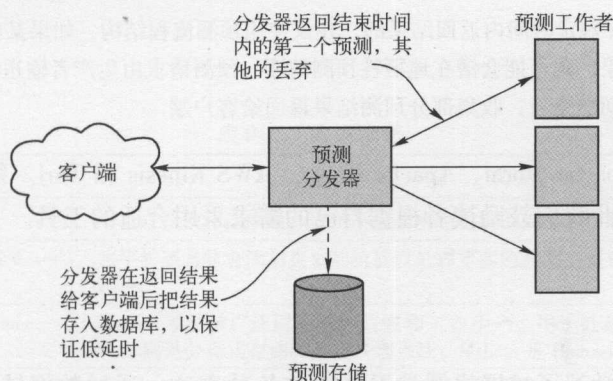 分发器返回结束时间
内的第一个预测，其
他的丢弃
预测工作者
客户端
预测
分发器
分发器在返回结果
给客户端后把结果
存入数据库，以保
证低延时
预测存储